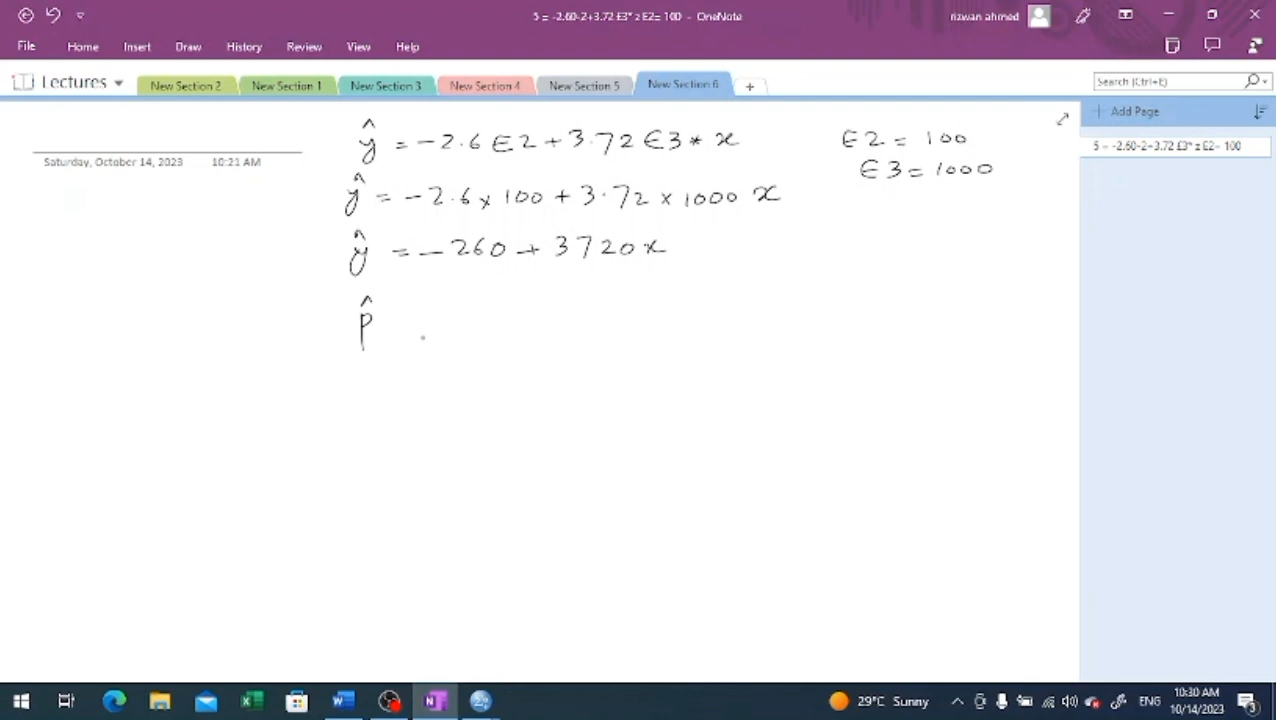 5 = -2.60-2+3.72 £3* z E2= 100 - OneNote
rizwan ahmed
File Home Insert Draw History Review View Help
Lectures
New Section 2 New Section 1 New Section 3 New Section 4 New Section 5 New Section 6 +
Search (Ctrl+E)
Add Page
5 = -2.60-2+3.72 £3* z E2= 100
Saturday, October 14, 2023 10:21 AM
ŷ = -2.6 E2 + 3.72 E3 * x E2 = 100
E3 = 1000
ŷ = -2.6 x 100 + 3.72 x 1000 x
ŷ = -260 + 3720x
p̂
29°C Sunny
ENG
10:30 AM
10/14/2023
3